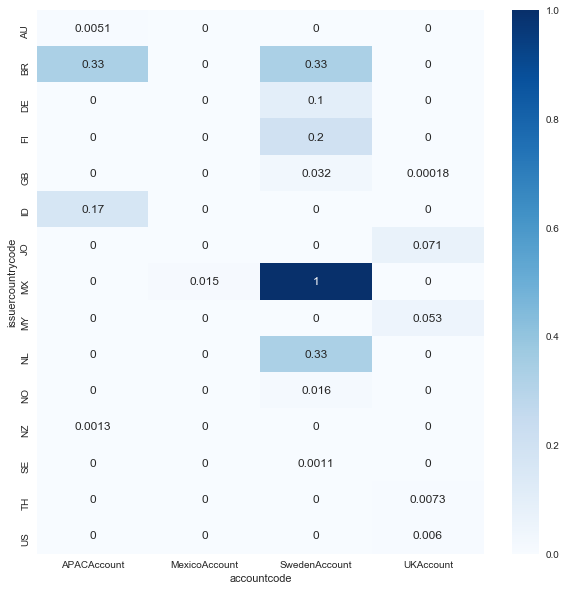 AU 0.0051 0 0 0
BR 0.33 0 0.33 0
DE 0 0 0.1 0
FI 0 0 0.2 0
GB 0 0 0.032 0.00018
ID 0.17 0 0 0
JO 0 0 0 0.071
MX 0 0.015 1 0
MY 0 0 0 0.053
NL 0 0 0.33 0
NO 0 0 0.016 0
NZ 0.0013 0 0 0
SE 0 0 0.0011 0
TH 0 0 0 0.0073
US 0 0 0 0.006
issuercountrycode
APACAccount MexicoAccount SwedenAccount UKAccount
accountcode
1.0
0.8
0.6
0.4
0.2
0.0